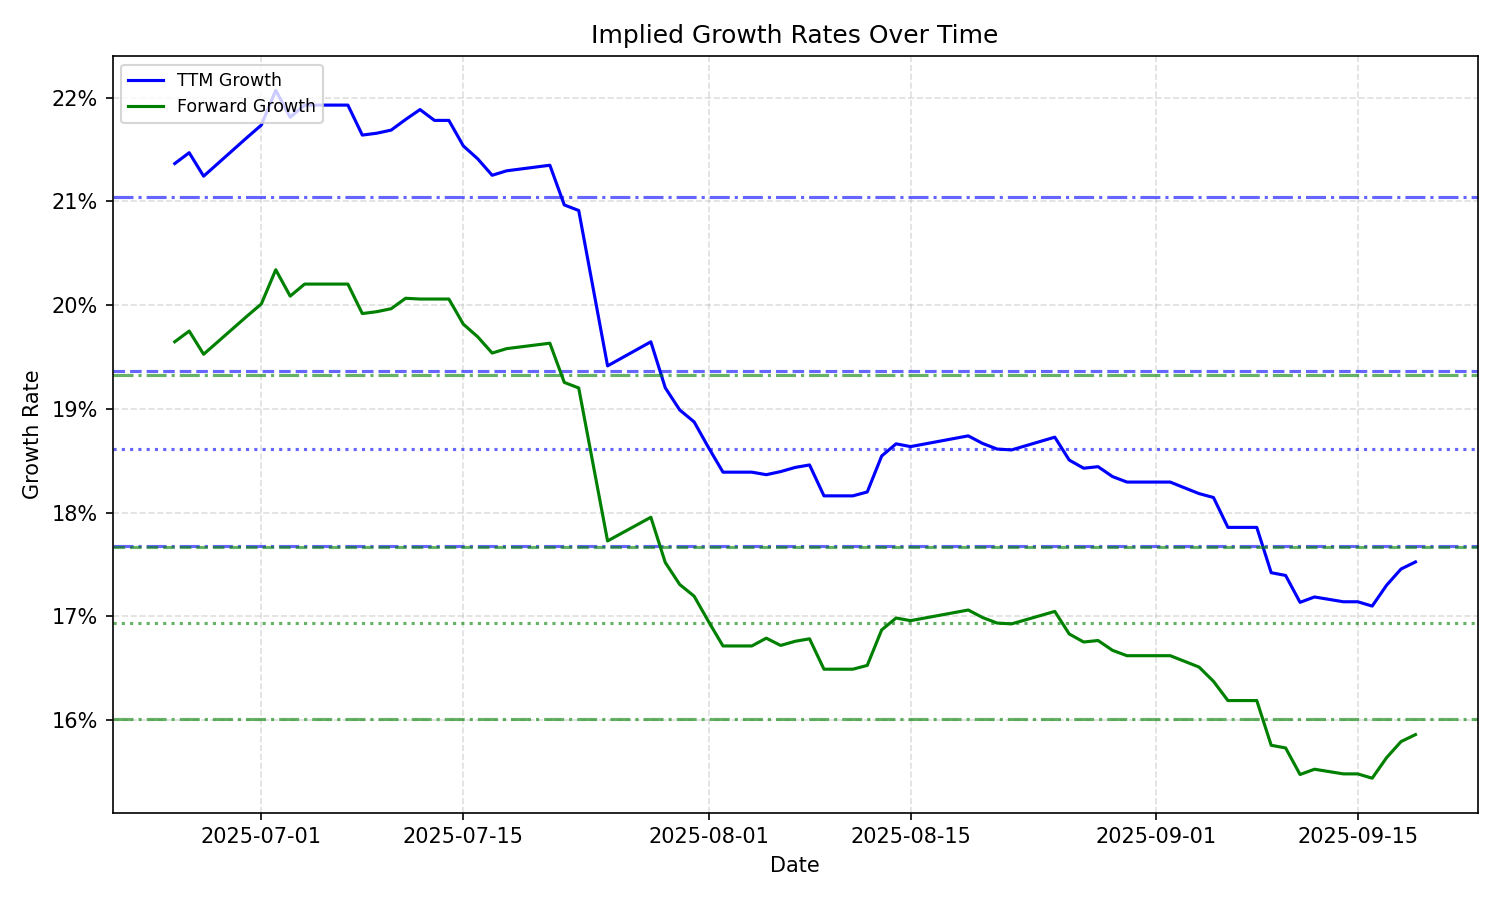 Implied Growth Rates Over Time
TTM Growth
Forward Growth
22%
21%
20%
19%
18%
17%
16%
Growth Rate
2025-07-01
2025-07-15
2025-08-01
2025-08-15
2025-09-01
2025-09-15
Date